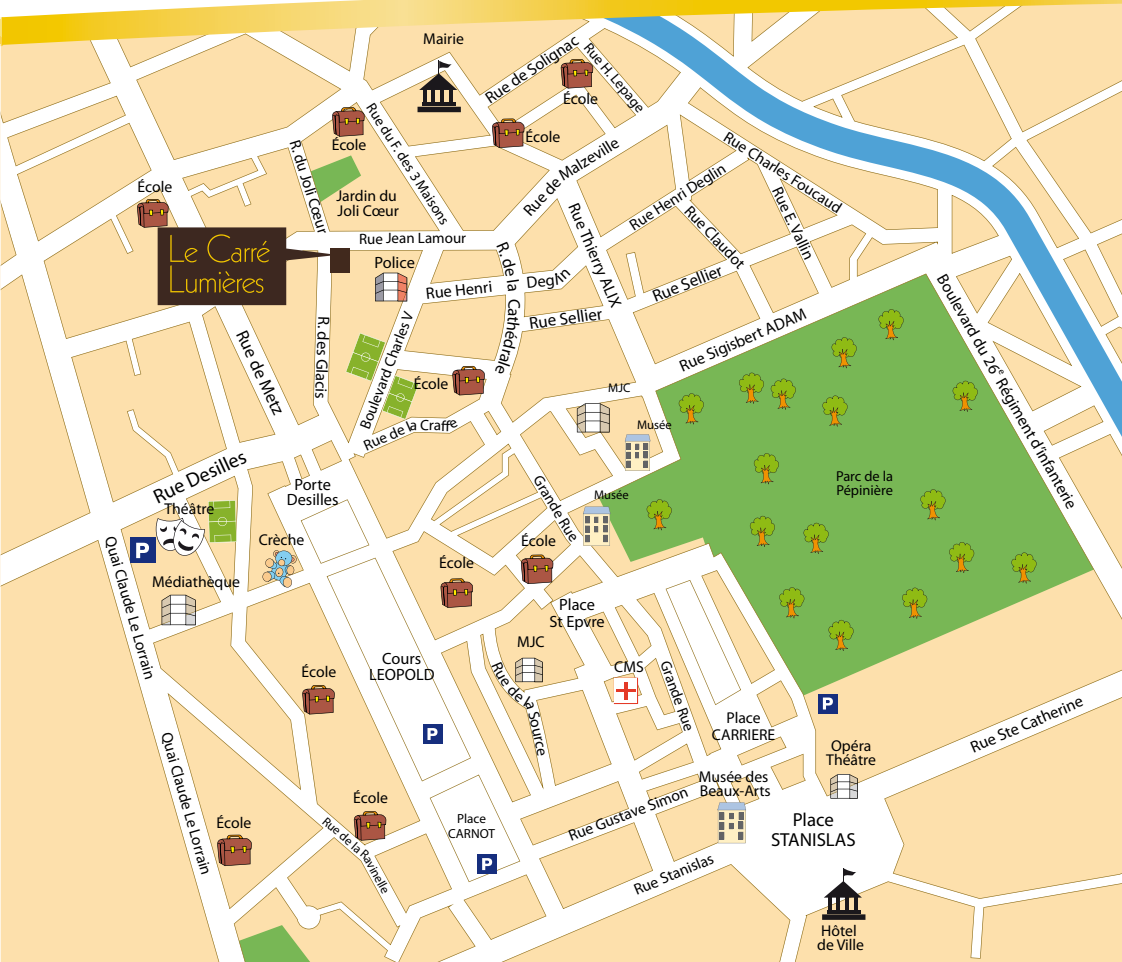 Mairie
Rue de Solignac
Rue H. Lepage
École
École
École
Rue du F. des 3 Maisons
R. du Joli Cœur
Jardin du
Joli Cœur
École
Rue de Malzeville
Rue Charles Foucaud
Rue Henri Deglin
Rue E. Vallin
Rue Claudot
Rue Thierry ALIX
Rue Jean Lamour
Le Carré
Lumières
Police
Rue Henri Deglin
R. de la Cathédrale
Rue Sellier
Rue Sellier
Rue Sigisbert ADAM
Boulevard du 26e Régiment d'infanterie
Rue de Metz
R. des Glacis
Boulevard Charles V
École
Rue de la Craffe
MJC
Musée
Musée
Parc de la
Pépinière
Rue Desilles
Porte
Desilles
Théâtre
P
Crèche
Médiathèque
Quai Claude Le Lorrain
Grande Rue
École
École
Place
St Epvre
MJC
CMS
Cours
LEOPOLD
École
Rue de la Source
Grande Rue
P
P
Place
CARRIERE
Rue Ste Catherine
Opéra
Théâtre
Quai Claude Le Lorrain
Musée des
Beaux-Arts
École
École
Rue de la Ravinelle
Place
CARNOT
P
Rue Gustave Simon
Rue Stanislas
Place
STANISLAS
Hôtel
de Ville